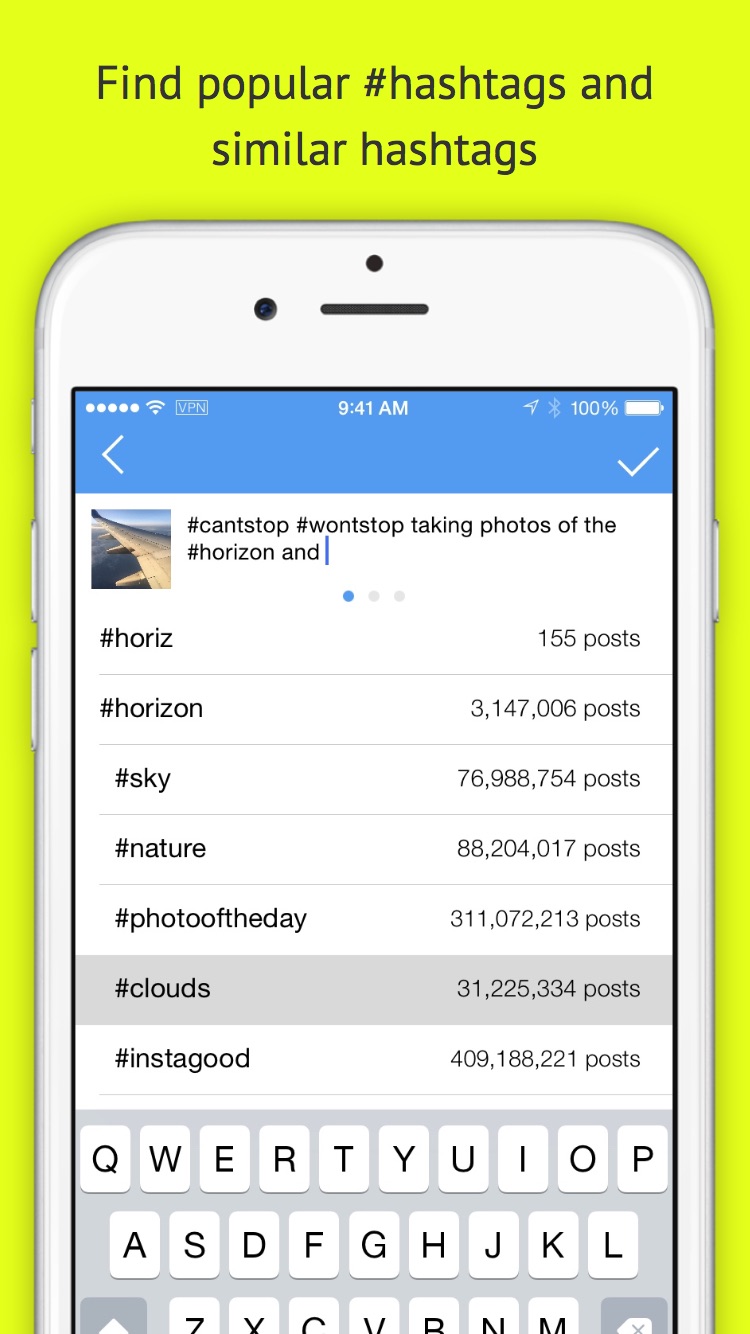 Find popular #hashtags and
similar hashtags
VPN 9:41 AM 100%
#cantstop #wontstop taking photos of the
#horizon and
#horiz 155 posts
#horizon 3,147,006 posts
#sky 76,988,754 posts
#nature 88,204,017 posts
#photooftheday 311,072,213 posts
#clouds 31,225,334 posts
#instagood 409,188,221 posts
Q W E R T Y U I O P
A S D F G H J K L
Z X C V B N M